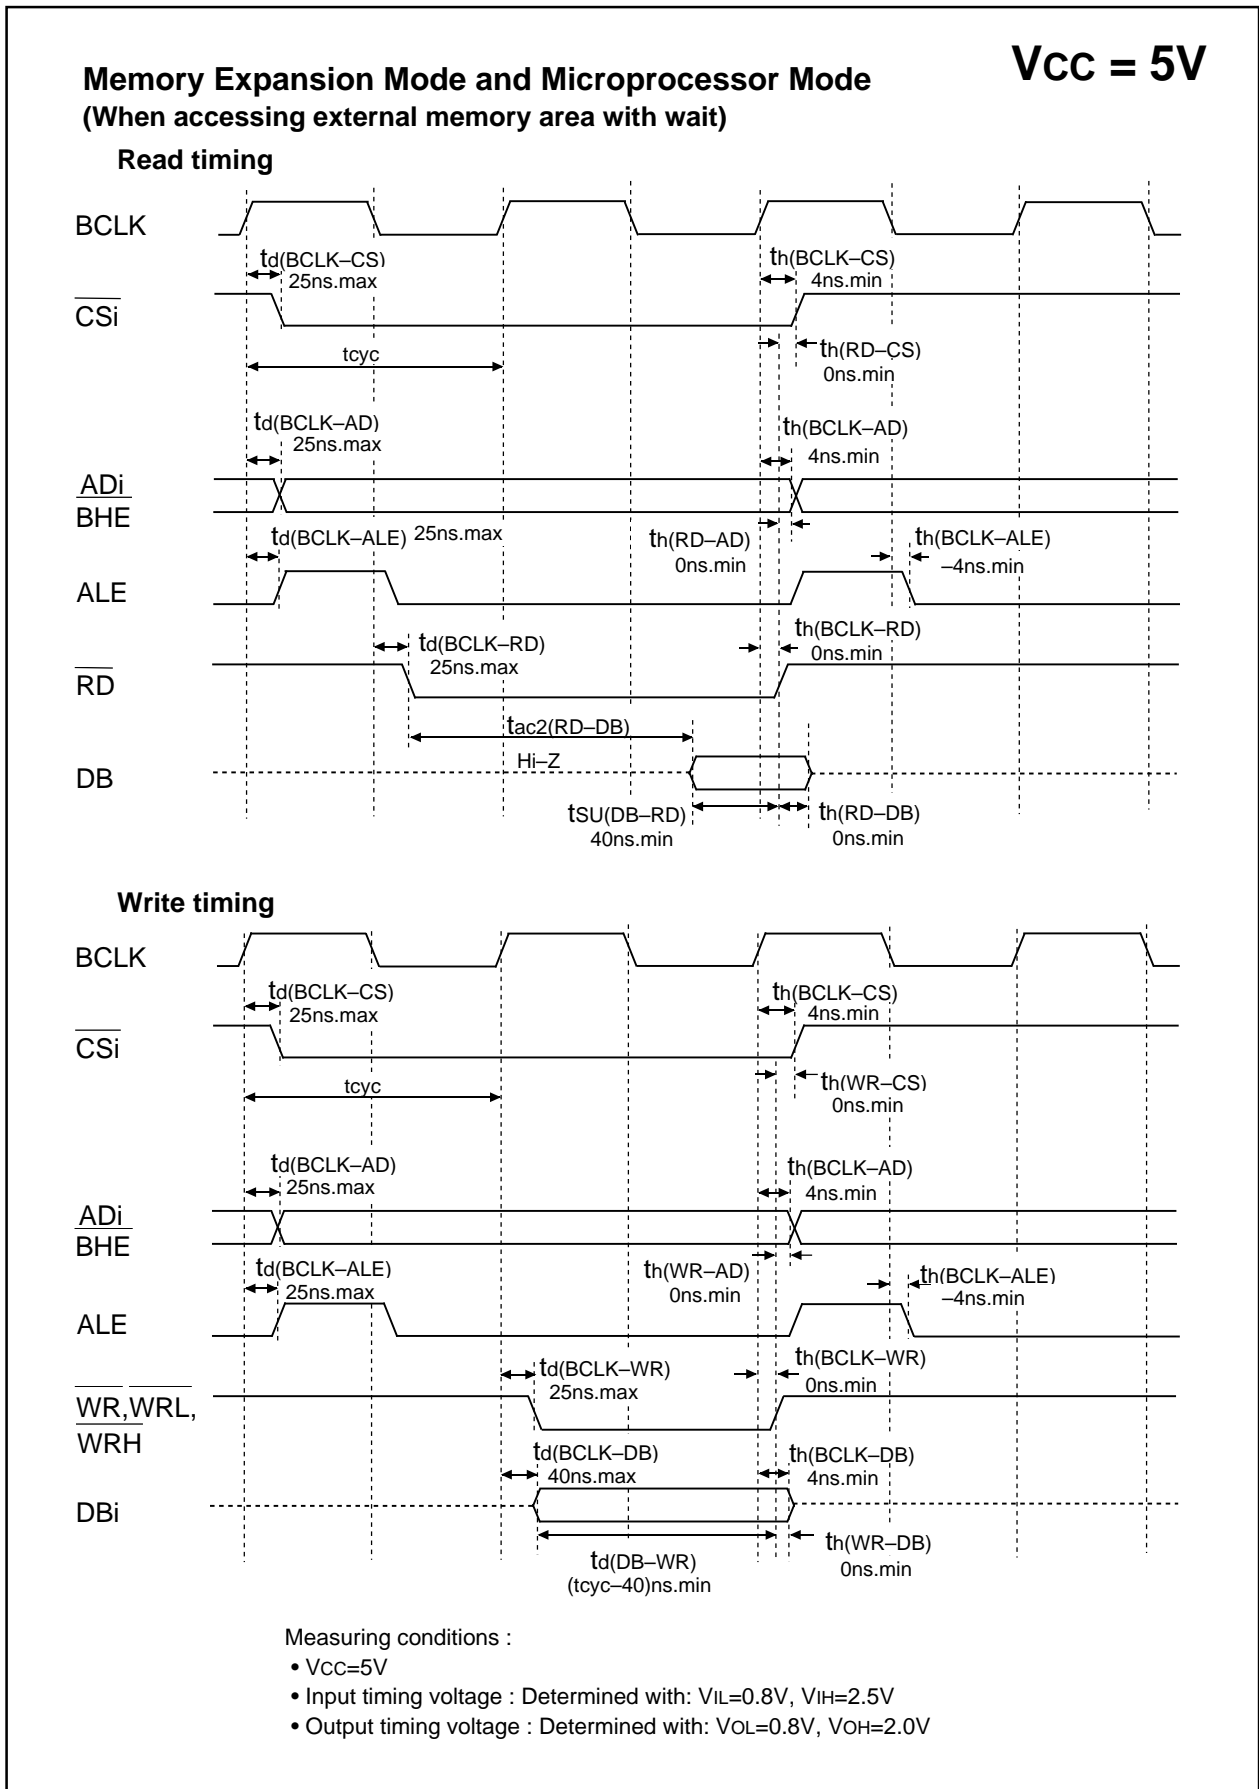 VCC = 5V
Memory Expansion Mode and Microprocessor Mode
(When accessing external memory area with wait)
Read timing
BCLK
td(BCLK–CS)
25ns.max
th(BCLK–CS)
4ns.min
CSi
th(RD–CS)
0ns.min
tcyc
td(BCLK–AD)
25ns.max
th(BCLK–AD)
4ns.min
ADi
BHE
td(BCLK–ALE) 25ns.max
th(RD–AD)
0ns.min
th(BCLK–ALE)
–4ns.min
ALE
td(BCLK–RD)
25ns.max
th(BCLK–RD)
0ns.min
RD
tac2(RD–DB)
Hi–Z
DB
tSU(DB–RD)
40ns.min
th(RD–DB)
0ns.min
Write timing
BCLK
td(BCLK–CS)
25ns.max
th(BCLK–CS)
4ns.min
CSi
tcyc
th(WR–CS)
0ns.min
td(BCLK–AD)
25ns.max
th(BCLK–AD)
4ns.min
ADi
BHE
td(BCLK–ALE)
25ns.max
th(WR–AD)
0ns.min
th(BCLK–ALE)
–4ns.min
ALE
td(BCLK–WR)
25ns.max
th(BCLK–WR)
0ns.min
WR,WRL,
WRH
td(BCLK–DB)
40ns.max
th(BCLK–DB)
4ns.min
DBi
td(DB–WR)
(tcyc–40)ns.min
th(WR–DB)
0ns.min
Measuring conditions :
• VCC=5V
• Input timing voltage : Determined with: VIL=0.8V, VIH=2.5V
• Output timing voltage : Determined with: VOL=0.8V, VOH=2.0V